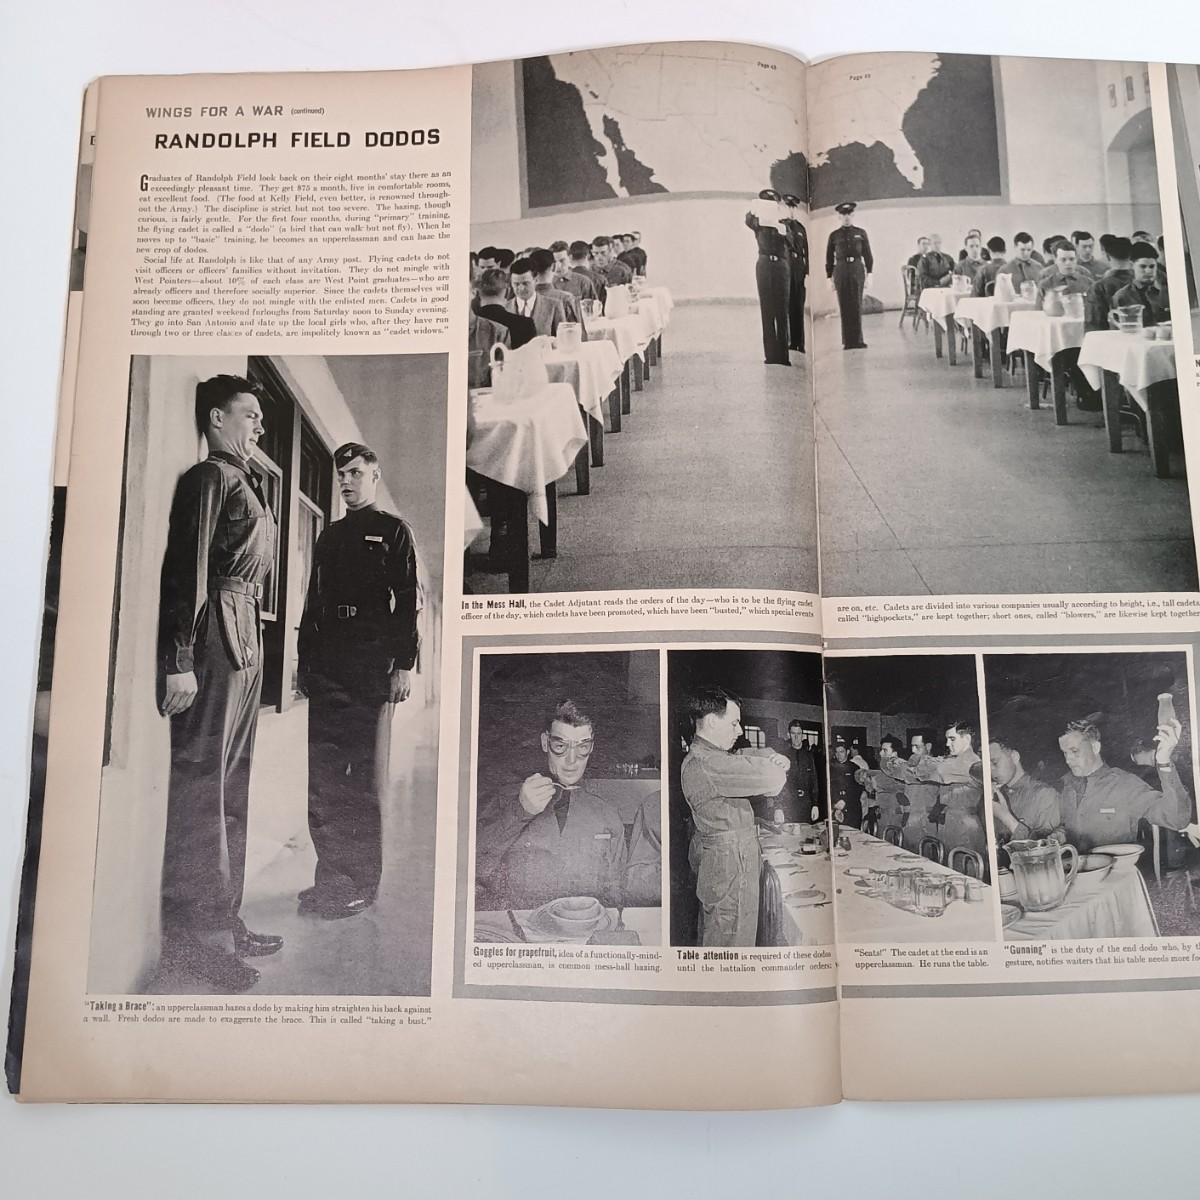 WINGS FOR A WAR (continued)
RANDOLPH FIELD DODOS
Graduates of Randolph Field look back on their eight months' stay there as an
exceedingly pleasant time. They get $75 a month, live in comfortable rooms,
eat excellent food. (The food at Kelly Field, even better, is renowned through-
out the Army.) The discipline is strict but not too severe. The hazing, though
curious, is fairly gentle. For the first four months, during "primary" training,
the flying cadet is called a "dodo" (a bird that can walk but not fly). When he
moves up to "basic" training, he becomes an upperclassman and can haze the
new crop of dodos.
Social life at Randolph is like that of any Army post. Flying cadets do not
visit officers or officers' families without invitation. They do not mingle with
West Pointers—about 10% of each class are West Point graduates—who are
already officers and therefore socially superior. Since the cadets themselves will
soon become officers, they do not mingle with the enlisted men. Cadets in good
standing are granted weekend furloughs from Saturday noon to Sunday evening.
They go into San Antonio and date up the local girls who, after they have run
through two or three classes of cadets, are impolitely known as "cadet widows."
"Taking a Brace": an upperclassman hazes a dodo by making him straighten his back against
a wall. Fresh dodos are made to exaggerate the brace. This is called "taking a bust."
Page 48
Page 49
In the Mess Hall, the Cadet Adjutant reads the orders of the day—who is to be the flying cadet
officer of the day, which cadets have been promoted, which have been "busted," which special events
are on, etc. Cadets are divided into various companies usually according to height, i.e., tall cadets,
called "highpockets," are kept together; short ones, called "blowers," are likewise kept together
Goggles for grapefruit, idea of a functionally-mind-
ed upperclassman, is common mess-hall hazing.
Table attention is required of these dodos
until the battalion commander orders:
"Seats!" The cadet at the end is an
upperclassman. He runs the table.
"Gunning" is the duty of the end dodo who, by
gesture, notifies waiters that his table needs more